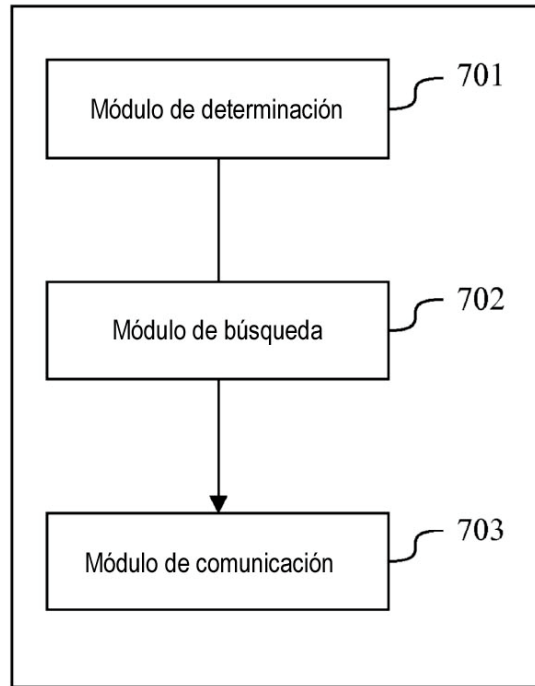 701
Módulo de determinación
702
Módulo de búsqueda
703
Módulo de comunicación